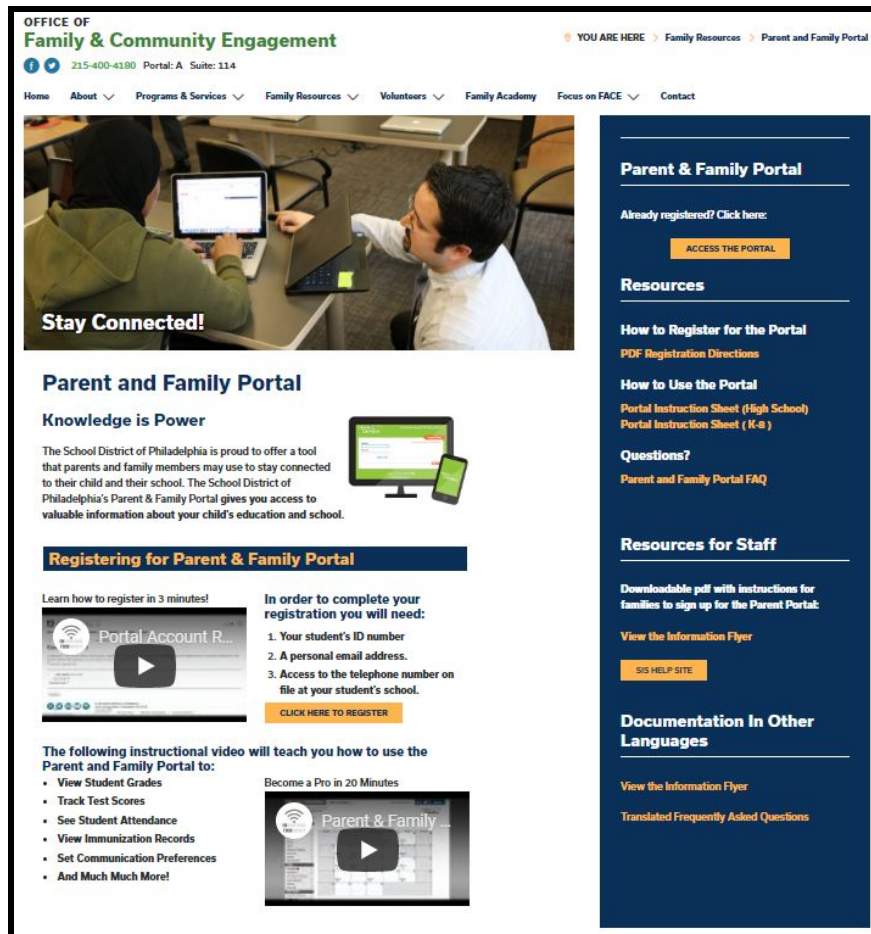 OFFICE OF
Family & Community Engagement
YOU ARE HERE > Family Resources > Parent and Family Portal
215-400-4180 Portal: A Suite: 114
Home About Programs & Services Family Resources Volunteers Family Academy Focus on FACE Contact
Stay Connected!
Parent and Family Portal
Knowledge is Power
The School District of Philadelphia is proud to offer a tool
that parents and family members may use to stay connected
to their child and their school. The School District of
Philadelphia's Parent & Family Portal gives you access to
valuable information about your child's education and school.
Registering for Parent & Family Portal
Learn how to register in 3 minutes!
Portal Account R...
In order to complete your
registration you will need:
1. Your student's ID number
2. A personal email address.
3. Access to the telephone number on
file at your student's school.
CLICK HERE TO REGISTER
The following instructional video will teach you how to use the
Parent and Family Portal to:
• View Student Grades
• Track Test Scores
• See Student Attendance
• View Immunization Records
• Set Communication Preferences
• And Much Much More!
Become a Pro in 20 Minutes
Parent & Family ...
Parent & Family Portal
Already registered? Click here:
ACCESS THE PORTAL
Resources
How to Register for the Portal
PDF Registration Directions
How to Use the Portal
Portal Instruction Sheet (High School)
Portal Instruction Sheet ( K-8 )
Questions?
Parent and Family Portal FAQ
Resources for Staff
Downloadable pdf with instructions for
families to sign up for the Parent Portal:
View the Information Flyer
SIS HELP SITE
Documentation In Other
Languages
View the Information Flyer
Translated Frequently Asked Questions